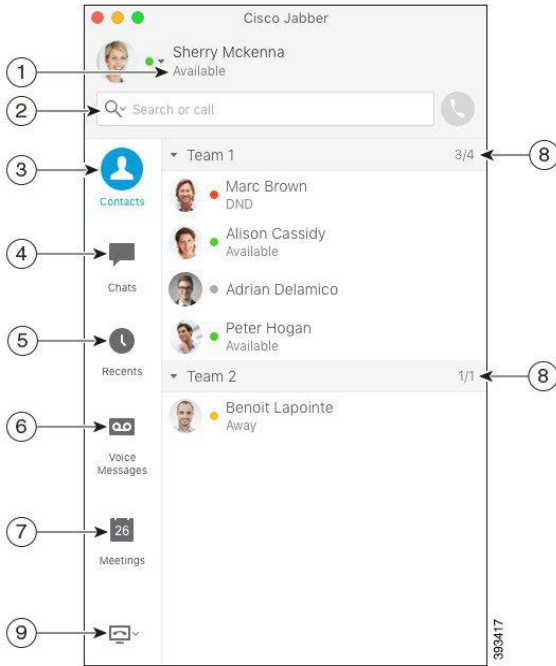 Cisco Jabber
Sherry Mckenna
1
Available
2
Search or call
Team 1
3/4
8
3
Contacts
Marc Brown
DND
4
Chats
Alison Cassidy
Available
Adrian Delamico
5
Recents
Peter Hogan
Available
Team 2
1/1
8
6
Voice
Messages
Benoit Lapointe
Away
7
26
Meetings
9
393417